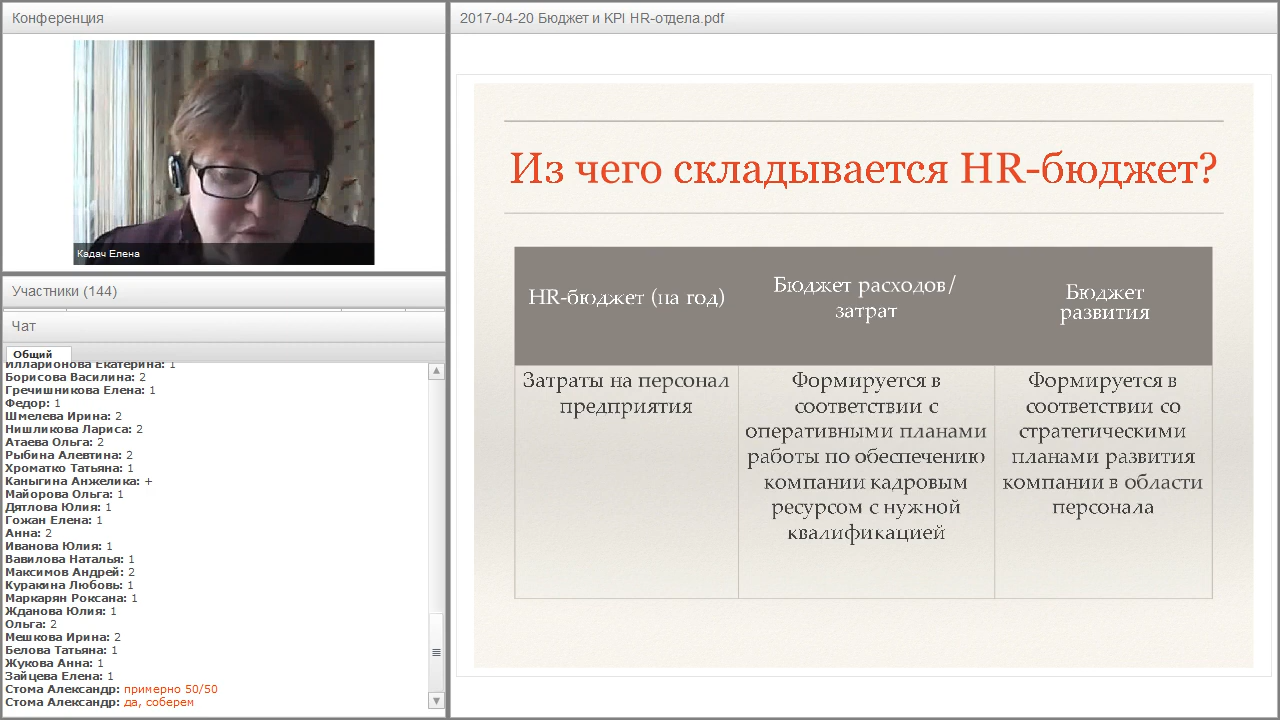 Конференция
Кадач Елена
Участники (144)
Чат
Общий
Илларионова Екатерина: 1
Борисова Василина: 2
Гречишникова Елена: 1
Федор: 1
Шмелева Ирина: 2
Нишликова Лариса: 2
Атаева Ольга: 2
Рыбина Алевтина: 2
Хроматко Татьяна: 1
Каныгина Анжелика: +
Майорова Ольга: 1
Дятлова Юлия: 1
Гожан Елена: 1
Анна: 2
Иванова Юлия: 1
Вавилова Наталья: 1
Максимов Андрей: 2
Куракина Любовь: 1
Маркарян Роксана: 1
Жданова Юлия: 1
Ольга: 2
Мешкова Ирина: 2
Белова Татьяна: 1
Жукова Анна: 1
Зайцева Елена: 1
Стома Александр: примерно 50/50
Стома Александр: да, соберем
2017-04-20 Бюджет и KPI HR-отдела.pdf
Из чего складывается HR-бюджет?
HR-бюджет (на год)
Бюджет расходов/
затрат
Бюджет
развития
Затраты на персонал
предприятия
Формируется в
соответствии с
оперативными планами
работы по обеспечению
компании кадровым
ресурсом с нужной
квалификацией
Формируется в
соответствии со
стратегическими
планами развития
компании в области
персонала